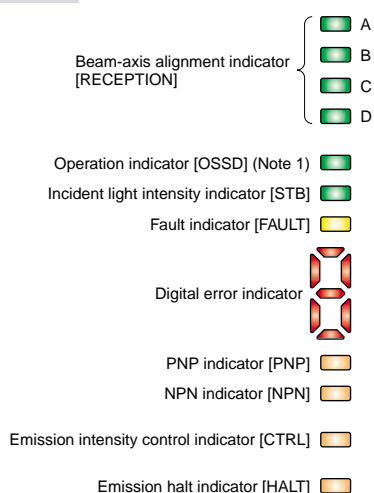 A
Beam-axis alignment indicator
[RECEPTION]
B
C
D
Operation indicator [OSSD] (Note 1)
Incident light intensity indicator [STB]
Fault indicator [FAULT]
Digital error indicator
PNP indicator [PNP]
NPN indicator [NPN]
Emission intensity control indicator [CTRL]
Emission halt indicator [HALT]